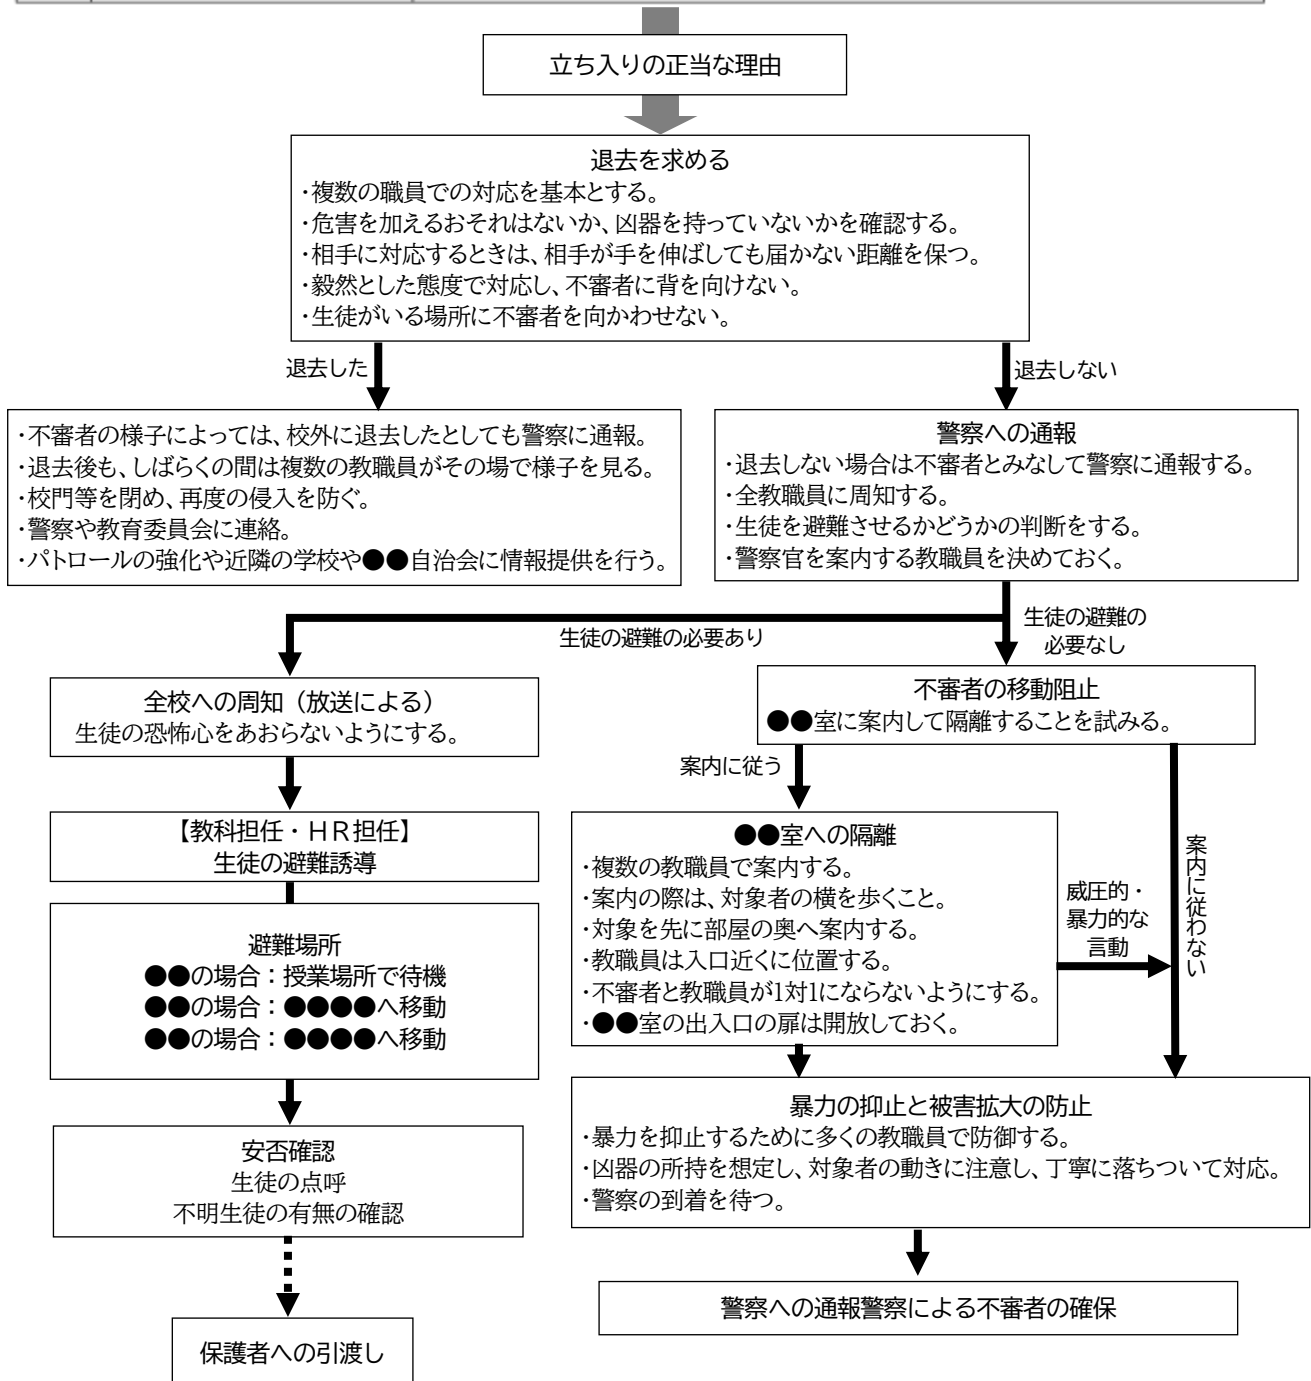 立ち入りの正当な理由
退去を求める
・複数の職員での対応を基本とする。
・危害を加えるおそれはないか、凶器を持っていないかを確認する。
・相手に対応するときは、相手が手を伸ばしても届かない距離を保つ。
・毅然とした態度で対応し、不審者に背を向けない。
・生徒がいる場所に不審者を向かわせない。
退去した
退去しない
・不審者の様子によっては、校外に退去したとしても警察に通報。
・退去後も、しばらくの間は複数の教職員がその場で様子を見る。
・校門等を閉め、再度の侵入を防ぐ。
・警察や教育委員会に連絡。
・パトロールの強化や近隣の学校や●●自治会に情報提供を行う。
警察への通報
・退去しない場合は不審者とみなして警察に通報する。
・全教職員に周知する。
・生徒を避難させるかどうかの判断をする。
・警察官を案内する教職員を決めておく。
生徒の避難の必要あり
生徒の避難の
必要なし
全校への周知（放送による）
生徒の恐怖心をあおらないようにする。
【教科担任・ＨＲ担任】
生徒の避難誘導
避難場所
●●の場合：授業場所で待機
●●の場合：●●●●へ移動
●●の場合：●●●●へ移動
安否確認
生徒の点呼
不明生徒の有無の確認
保護者への引渡し
不審者の移動阻止
●●室に案内して隔離することを試みる。
案内に従う
案内に従わない
●●室への隔離
・複数の教職員で案内する。
・案内の際は、対象者の横を歩くこと。
・対象を先に部屋の奥へ案内する。
・教職員は入口近くに位置する。
・不審者と教職員が1対1にならないようにする。
・●●室の出入口の扉は開放しておく。
威圧的・
暴力的な
言動
暴力の抑止と被害拡大の防止
・暴力を抑止するために多くの教職員で防御する。
・凶器の所持を想定し、対象者の動きに注意し、丁寧に落ちついて対応。
・警察の到着を待つ。
警察への通報警察による不審者の確保